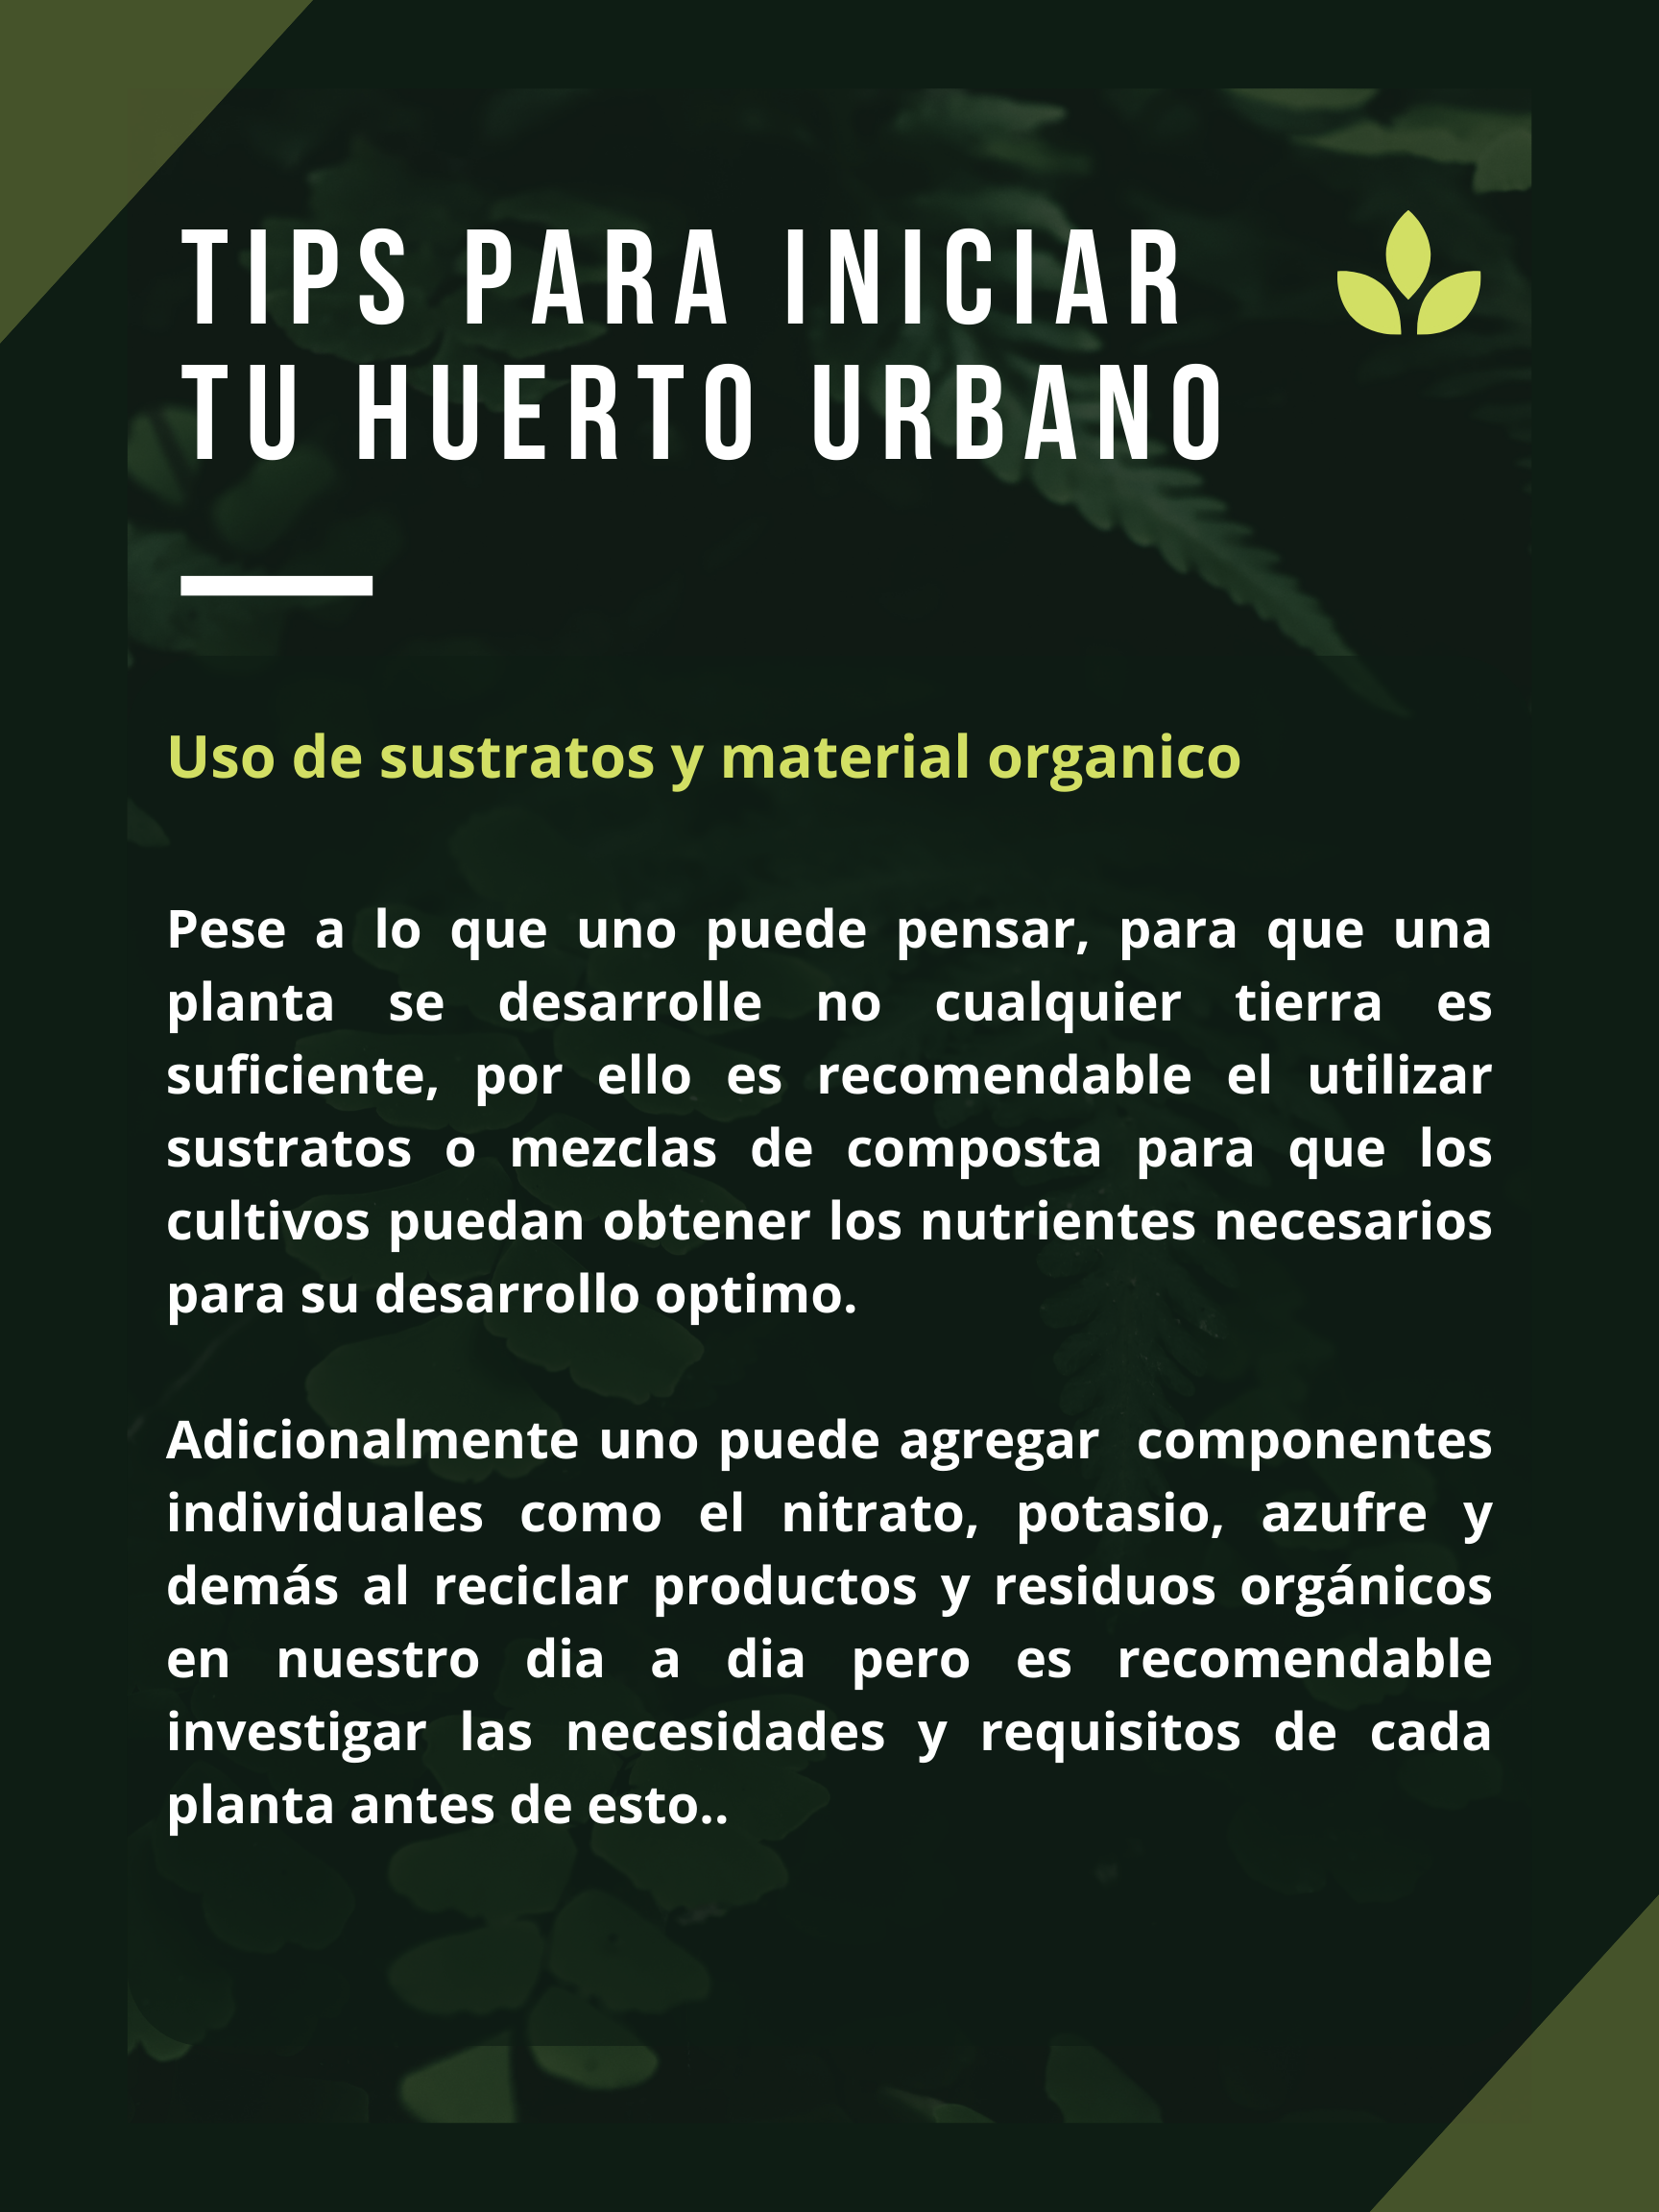 TIPS PARA INICIAR
TU HUERTO URBANO
Uso de sustratos y material organico
Pese a lo que uno puede pensar, para que una
planta se desarrolle no cualquier tierra es
suficiente, por ello es recomendable el utilizar
sustratos o mezclas de composta para que los
cultivos puedan obtener los nutrientes necesarios
para su desarrollo optimo.
Adicionalmente uno puede agregar componentes
individuales como el nitrato, potasio, azufre y
demás al reciclar productos y residuos orgánicos
en nuestro dia a dia pero es recomendable
investigar las necesidades y requisitos de cada
planta antes de esto..